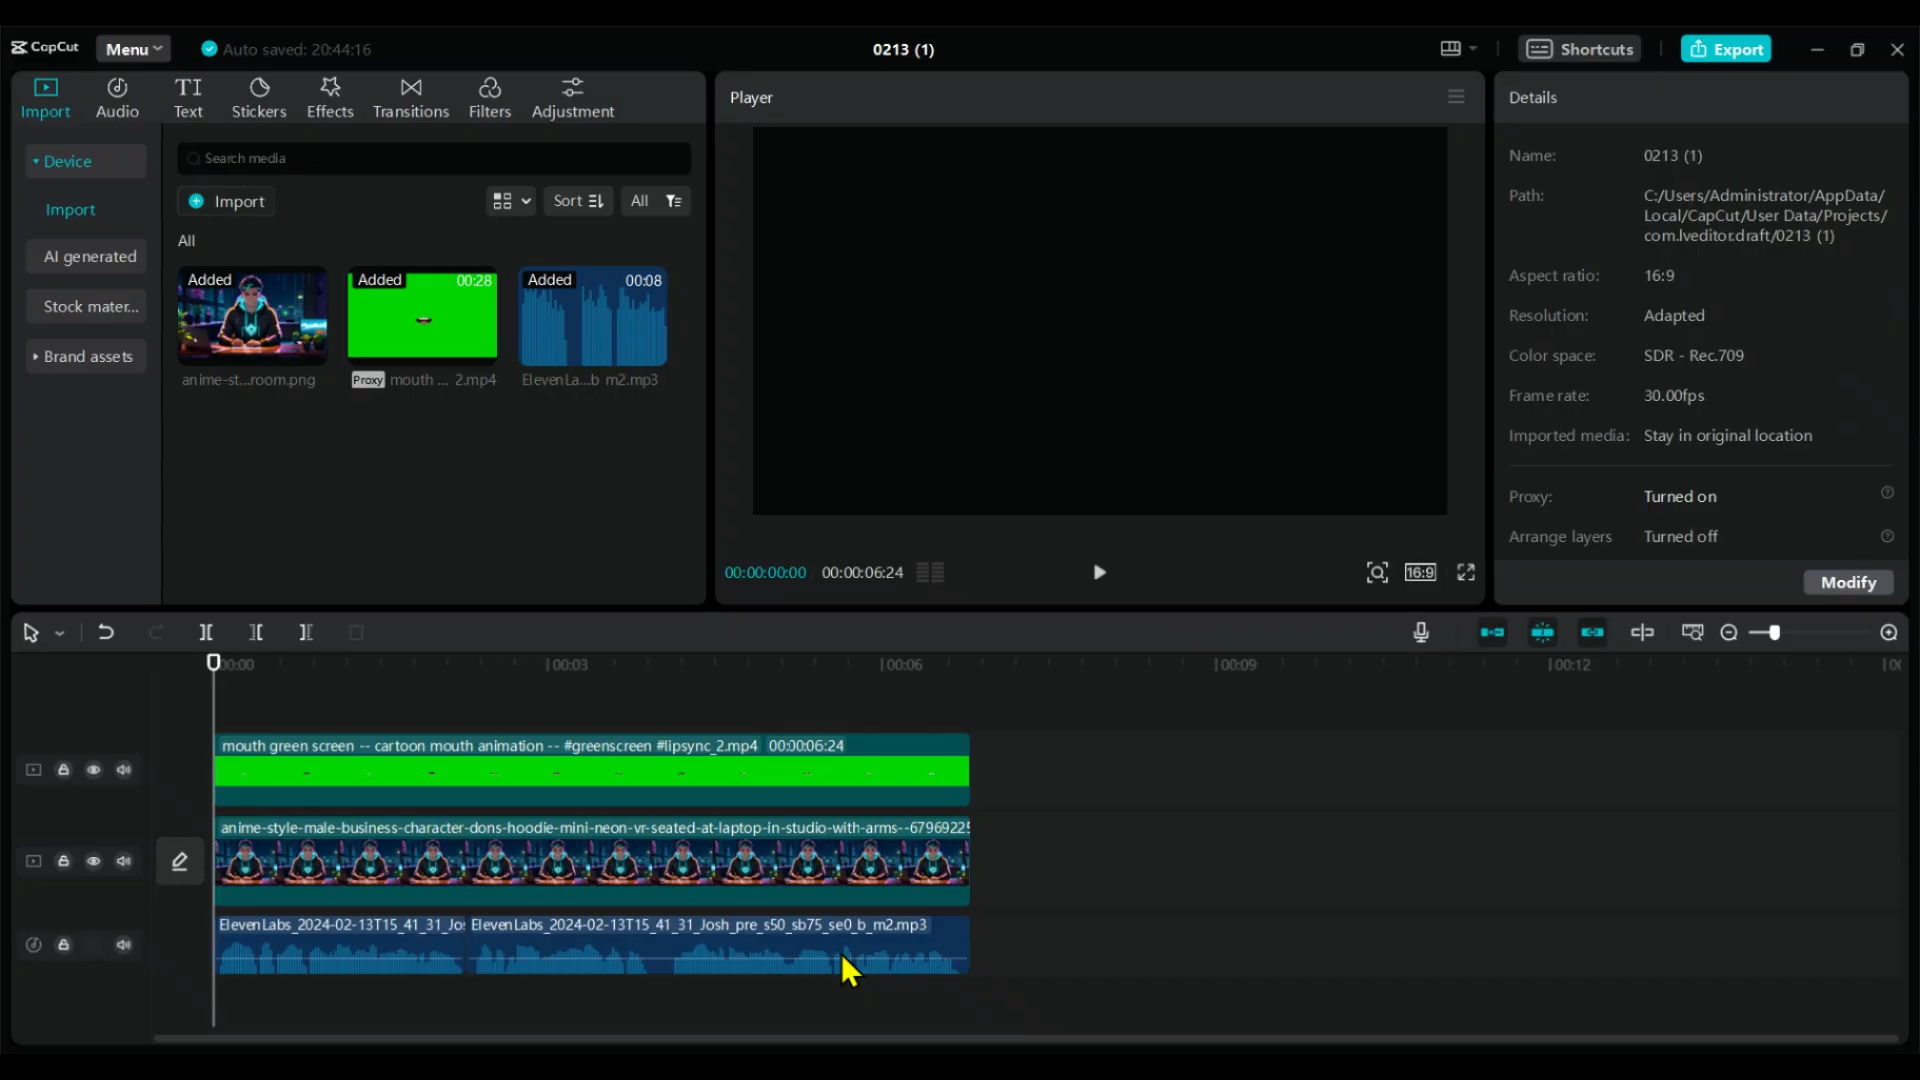 CapCut
Menu
Auto saved: 20:44:16
0213 (1)
Shortcuts
Export
Import
Audio
TI
Text
Stickers
Effects
Transitions
Filters
Adjustment
Player
Details
Device
Import
AI generated
Stock mater...
Brand assets
Search media
Import
Sort
All
All
Added
Added
00:28
Added
00:08
anime-st...room.png
Proxy mouth ... 2.mp4
ElevenLa...b m2.mp3
00:00:00:00
00:00:06:24
16:9
Name:
0213 (1)
Path:
C:/Users/Administrator/AppData/
Local/CapCut/User Data/Projects/
com.lveditor.draft/0213 (1)
Aspect ratio:
16:9
Resolution:
Adapted
Color space:
SDR - Rec.709
Frame rate:
30.00fps
Imported media:
Stay in original location
Proxy:
Turned on
Arrange layers
Turned off
Modify
00:00
00:03
00:06
00:09
00:12
mouth green screen -- cartoon mouth animation -- #greenscreen #lipsync_2.mp4 00:00:06:24
anime-style-male-business-character-dons-hoodie-mini-neon-vr-seated-at-laptop-in-studio-with-arms--67969225
ElevenLabs_2024-02-13T15_41_31_Jo
ElevenLabs_2024-02-13T15_41_31_Josh_pre_s50_sb75_se0_b_m2.mp3